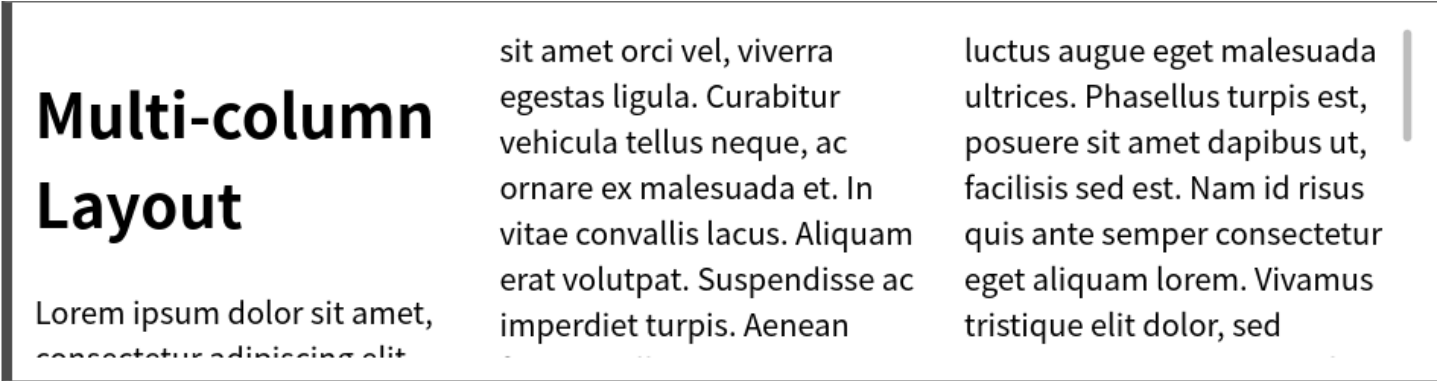 Multi-column
Layout
Lorem ipsum dolor sit amet,
consectetur adipiscing elit.
sit amet orci vel, viverra
egestas ligula. Curabitur
vehicula tellus neque, ac
ornare ex malesuada et. In
vitae convallis lacus. Aliquam
erat volutpat. Suspendisse ac
imperdiet turpis. Aenean
luctus augue eget malesuada
ultrices. Phasellus turpis est,
posuere sit amet dapibus ut,
facilisis sed est. Nam id risus
quis ante semper consectetur
eget aliquam lorem. Vivamus
tristique elit dolor, sed